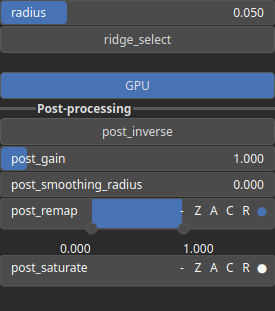 radius 0.050
ridge_select
GPU
Post-processing
post_inverse
post_gain 1.000
post_smoothing_radius 0.000
post_remap - Z A C R
0.000 1.000
post_saturate - Z A C R